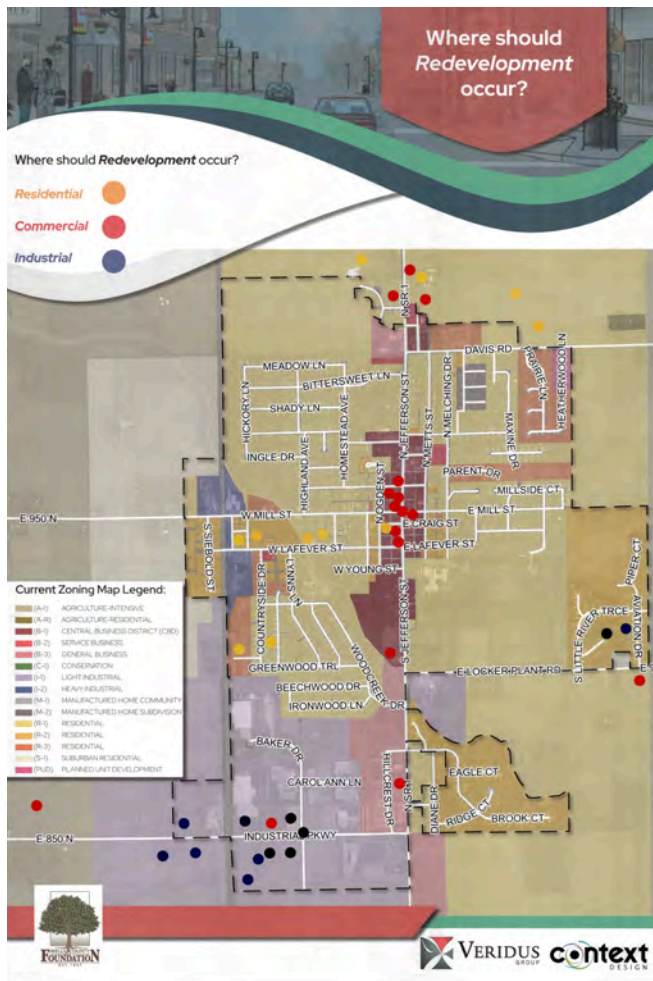 Where should
Redevelopment
occur?
Where should Redevelopment occur?
Residential
Commercial
Industrial
N SR 1
DAVIS RD
MEADOW LN
BITTERSWEET LN
HICKORY LN
SHADY LN
HOMESTEAD AVE
N JEFFERSON ST
N METTS ST
N MELCHING DR
MAXINE DR
PRAIRIE LN
HEATHERWOOD LN
INGLE DR
HIGHLAND AVE
N OGDEN ST
PARENT DR
MILLSIDE CT
E 950 N
W MILL ST
E CRAIG ST
E MILL ST
S SIEBOLD ST
W LAFEVER ST
E LAFEVER ST
W YOUNG ST
COUNTRYSIDE DR
LYNNS LN
S JEFFERSON ST
PIPER CT
AVIATION DR
S LITTLE RIVER TRCE
GREENWOOD TRL
WOODCREEK DR
E LOCKER PLANT RD
BEECHWOOD DR
IRONWOOD LN
BAKER DR
CAROL ANN LN
HILLCREST DR
N SR 1
DIANE DR
EAGLE CT
RIDGE CT
BROOK CT
E 850 N
INDUSTRIAL PKWY
Current Zoning Map Legend:
(A-1) AGRICULTURE-INTENSIVE
(A-R) AGRICULTURE-RESIDENTIAL
(B-1) CENTRAL BUSINESS DISTRICT (CBD)
(B-2) SERVICE BUSINESS
(B-3) GENERAL BUSINESS
(C-1) CONSERVATION
(I-1) LIGHT INDUSTRIAL
(I-2) HEAVY INDUSTRIAL
(M-1) MANUFACTURED HOME COMMUNITY
(M-2) MANUFACTURED HOME SUBDIVISION
(R-1) RESIDENTIAL
(R-2) RESIDENTIAL
(R-3) RESIDENTIAL
(S-1) SUBURBAN RESIDENTIAL
(PUD) PLANNED UNIT DEVELOPMENT
FOUNDATION
VERIDUS
GROUP
context
DESIGN